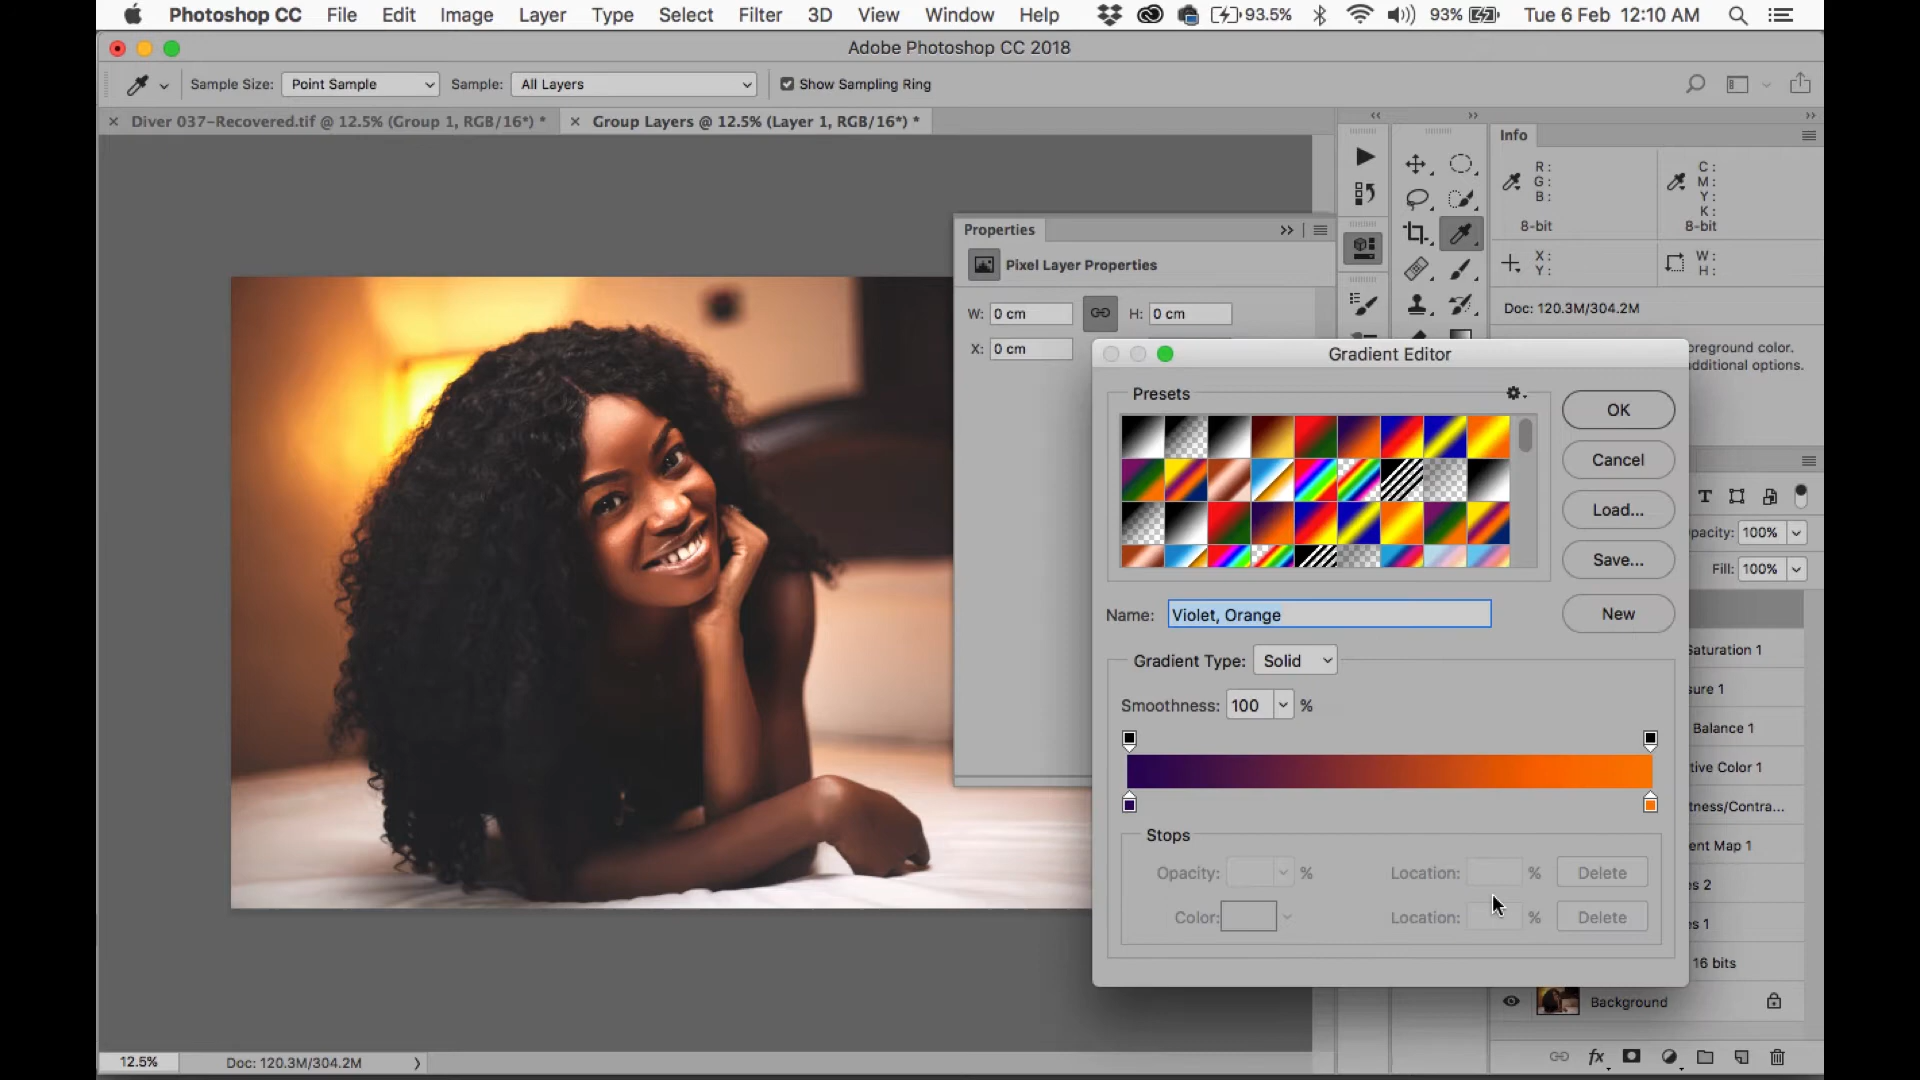 Photoshop CC File Edit Image Layer Type Select Filter 3D View Window Help 93.5% 93% Tue 6 Feb 12:10 AM
Adobe Photoshop CC 2018
Sample Size: Point Sample Sample: All Layers Show Sampling Ring
Diver 037-Recovered.tif @ 12.5% (Group 1, RGB/16*) * Group Layers @ 12.5% (Layer 1, RGB/16*) *
Info
R: C:
G: M:
B: Y:
K:
8-bit 8-bit
X: W:
Y: H:
Doc: 120.3M/304.2M
Properties
Pixel Layer Properties
W: 0 cm H: 0 cm
X: 0 cm
oreground color.
dditional options.
Gradient Editor
Presets
OK
Cancel
Load...
Save...
Name: Violet, Orange New
Gradient Type: Solid
Smoothness: 100 %
Stops
Opacity: % Location: % Delete
Color: Location: % Delete
pacity: 100%
Fill: 100%
Saturation 1
sure 1
Balance 1
tive Color 1
tness/Contra...
ent Map 1
es 2
es 1
16 bits
Background
12.5% Doc: 120.3M/304.2M
fx